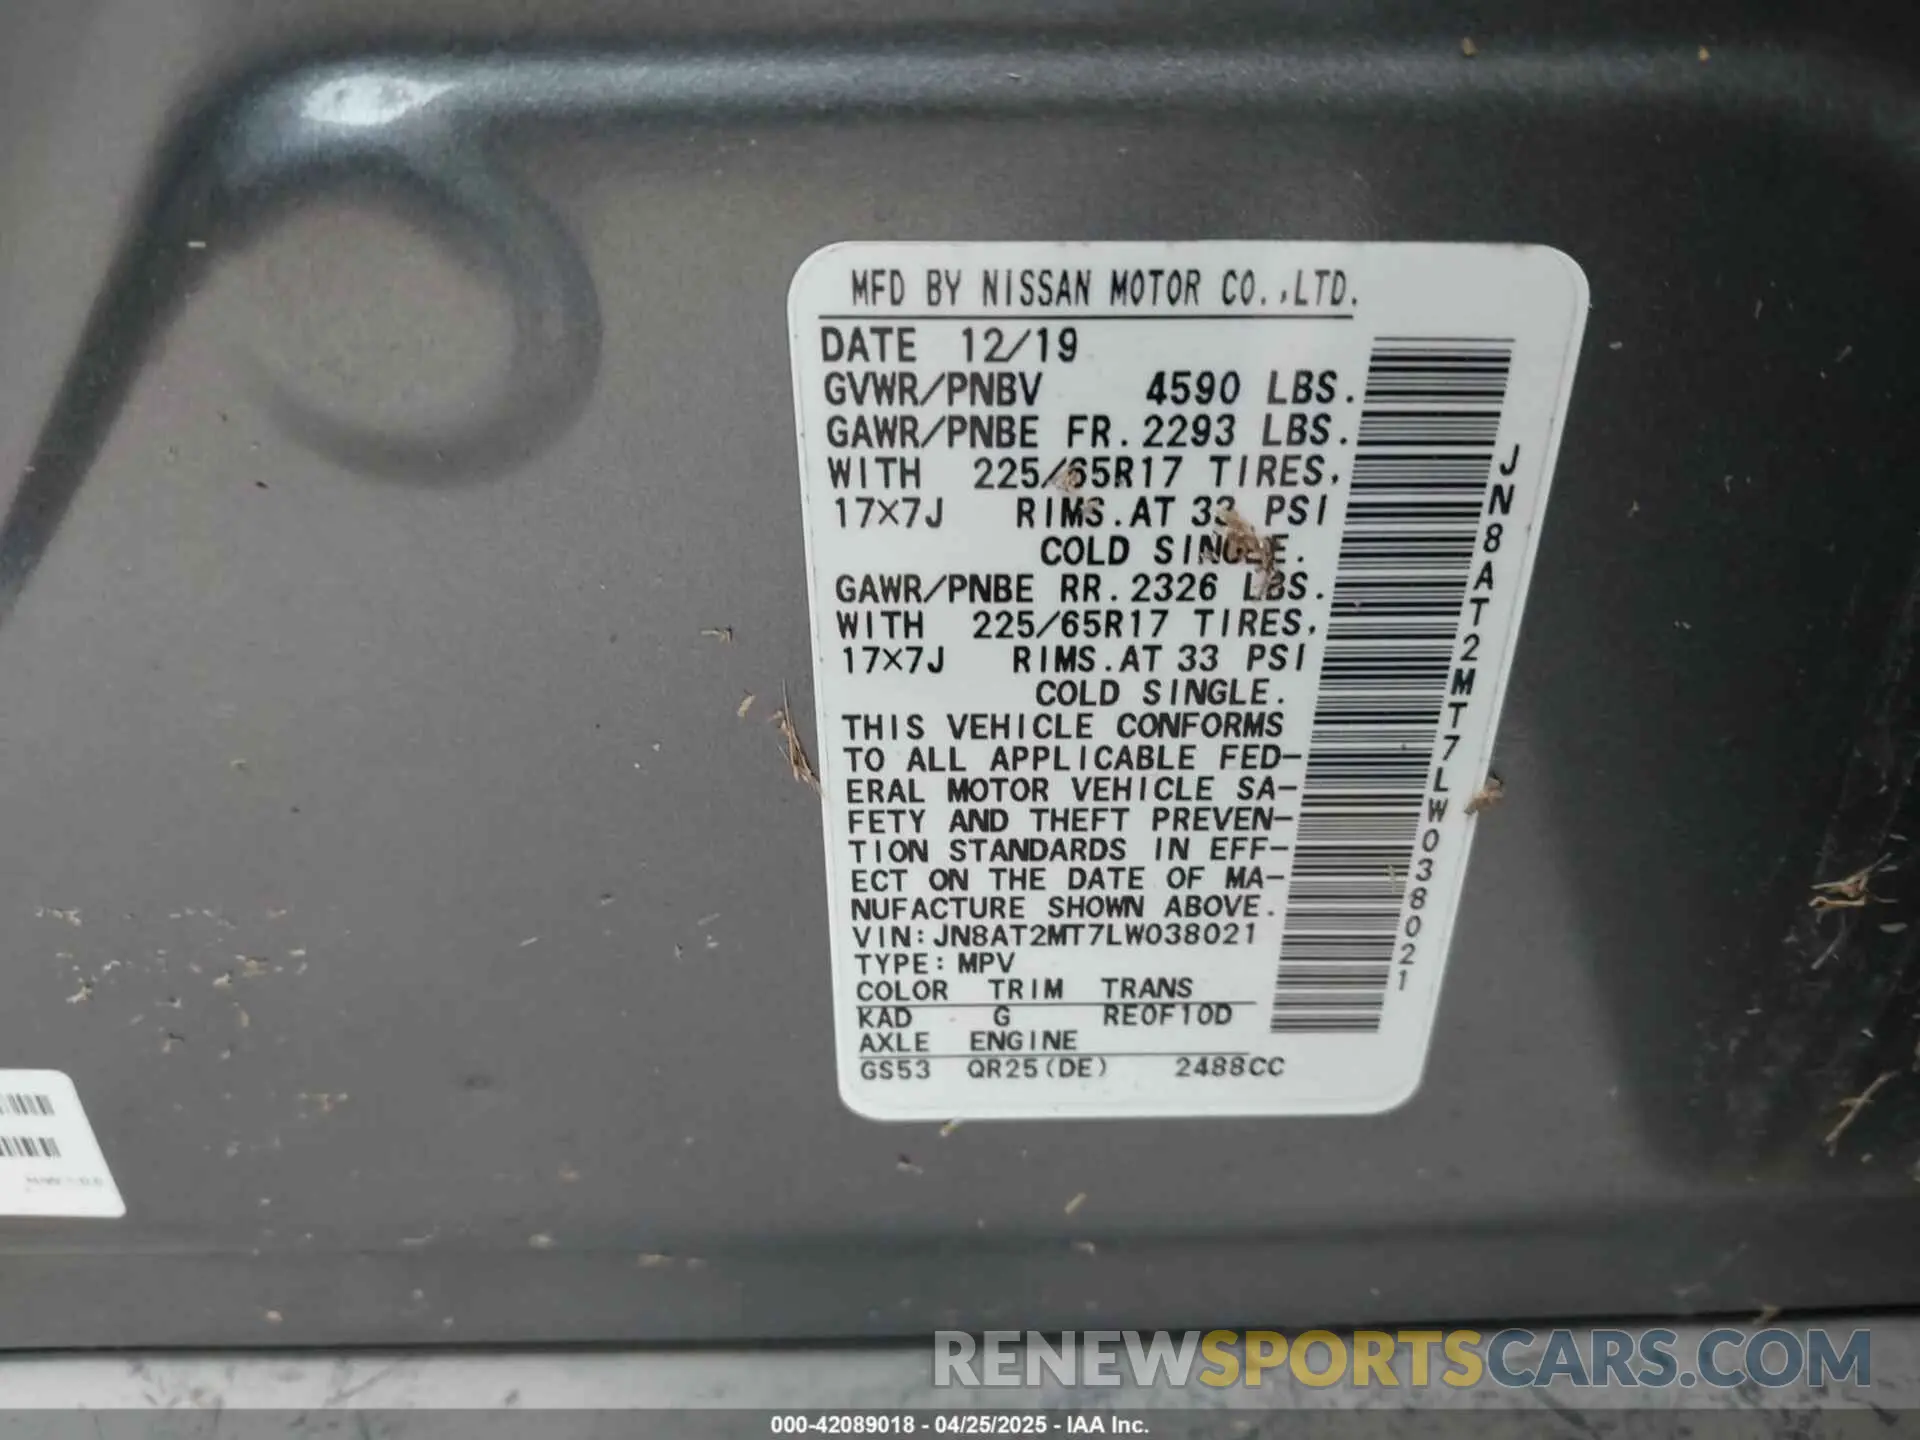 MFD BY NISSAN MOTOR CO.,LTD.
DATE 12/19
GVWR/PNBV 4590 LBS.
GAWR/PNBE FR. 2293 LBS.
WITH 225/65R17 TIRES,
17×7J RIMS. AT 33 PSI
COLD SINGLE.
GAWR/PNBE RR. 2326 LBS.
WITH 225/65R17 TIRES,
17×7J RIMS. AT 33 PSI
COLD SINGLE.
THIS VEHICLE CONFORMS
TO ALL APPLICABLE FED-
ERAL MOTOR VEHICLE SA-
FETY AND THEFT PREVEN-
TION STANDARDS IN EFF-
ECT ON THE DATE OF MA-
NUFACTURE SHOWN ABOVE.
VIN: JN8AT2MT7LW038021
TYPE: MPV
COLOR TRIM TRANS
KAD G RE0F10D
AXLE ENGINE
GS53 QR25(DE) 2488CC
JN8AT2MT7LW038021
RENEWSPORTSCARS.COM
000-42089018 - 04/25/2025 - IAA Inc.